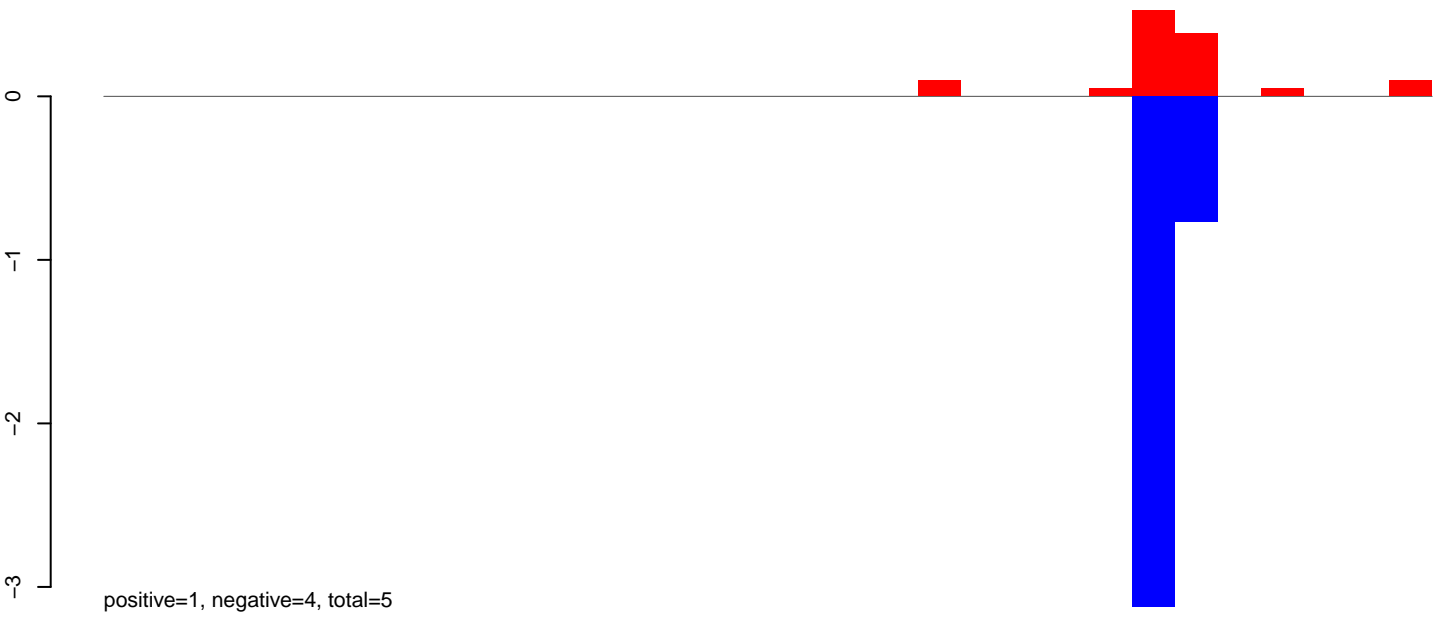 0
−1
−2
−3
positive=1, negative=4, total=5